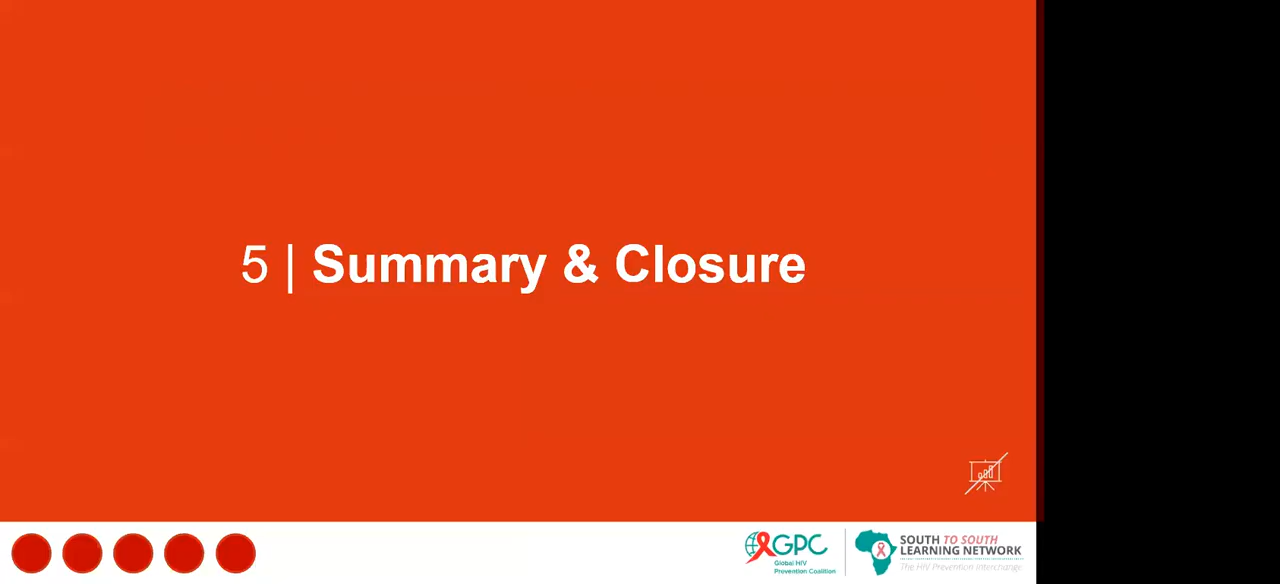 5 | Summary & Closure
GPC
Global HIV
Prevention Coalition
SOUTH TO SOUTH
LEARNING NETWORK
The HIV Prevention Interchange